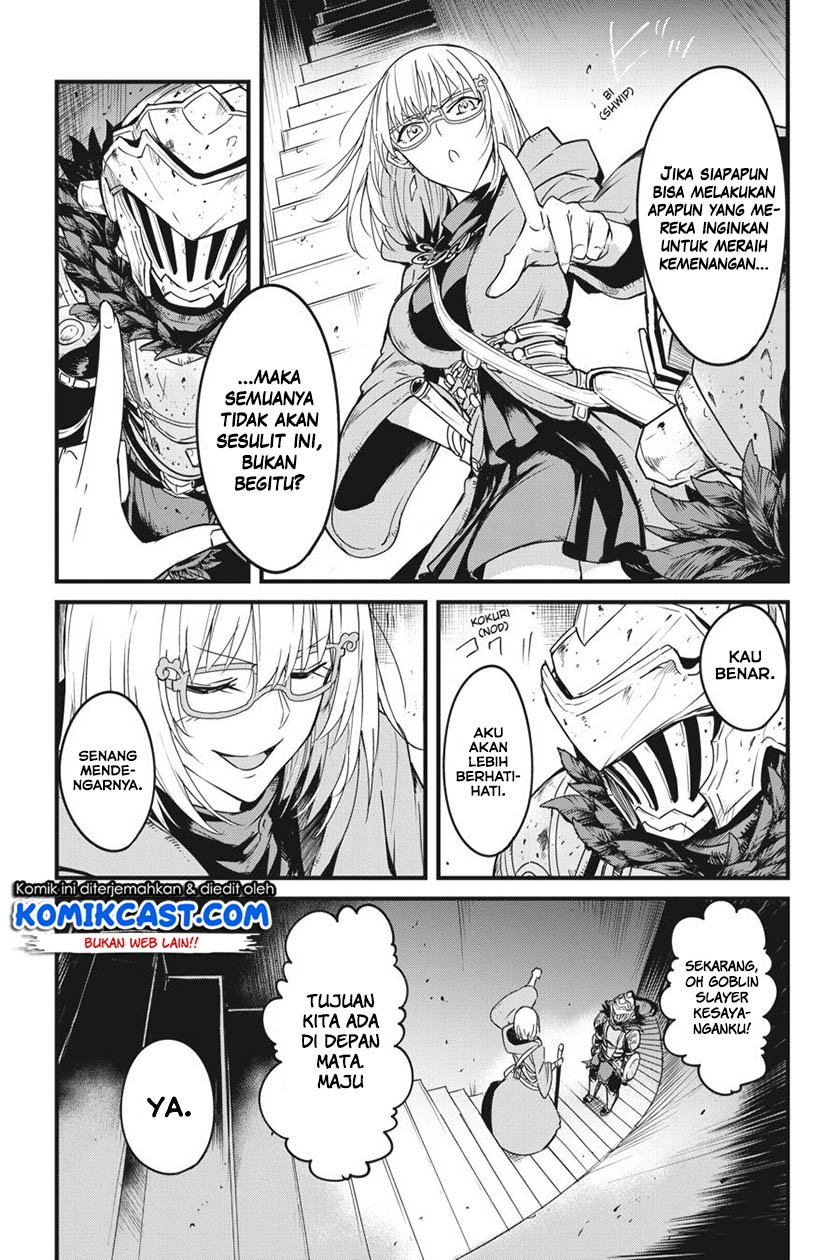 ビッ
BI
(SHWIP)
JIKA SIAPAPUN
BISA MELAKUKAN
APAPUN YANG ME-
REKA INGINKAN
UNTUK MERAIH
KEMENANGAN...
...MAKA
SEMUANYA
TIDAK AKAN
SESULIT INI,
BUKAN
BEGITU?
KAU
BENAR.
KOKURI
(NOD)
AKU
AKAN
LEBIH
BERHATI-
HATI.
SENANG
MENDE-
NGARNYA.
Komik ini diterjemahkan & diedit oleh
KOMIKCAST.COM
BUKAN WEB LAIN!!
SEKARANG,
OH GOBLIN
SLAYER
KESAYA-
NGANKU!
TUJUAN
KITA ADA
DI DEPAN
MATA.
MAJU
YA.